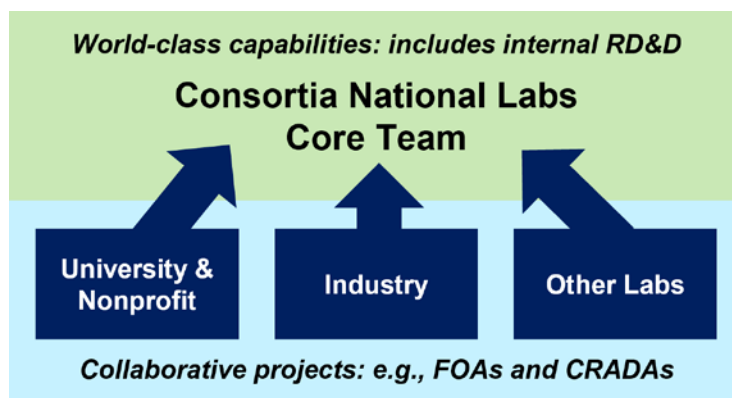 World-class capabilities: includes internal RD&D
Consortia National Labs
Core Team
University &
Nonprofit
Industry
Other Labs
Collaborative projects: e.g., FOAs and CRADAs